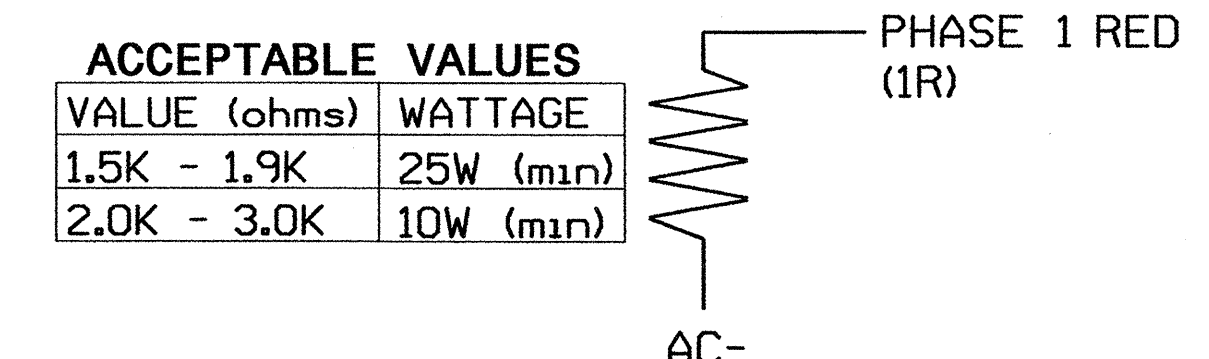 ACCEPTABLE VALUES
VALUE (ohms) WATTAGE
1.5K - 1.9K 25W (min)
2.0K - 3.0K 10W (min)
PHASE 1 RED
(1R)
AC-